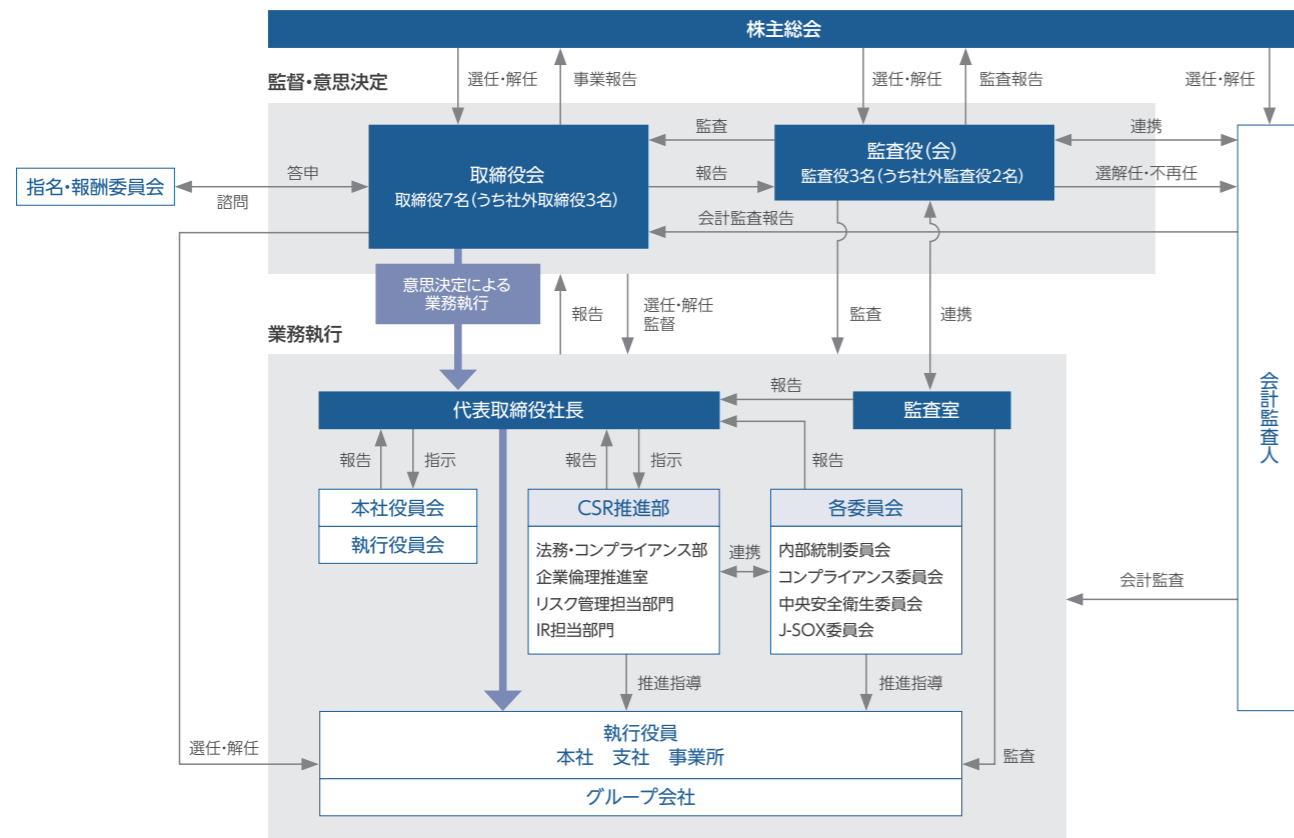 株主総会
監督・意思決定
選任・解任
事業報告
選任・解任
監査報告
選任・解任
取締役会
取締役7名(うち社外取締役3名)
監査
報告
監査役(会)
監査役3名(うち社外監査役2名)
連携
選解任・不再任
指名・報酬委員会
答申
諮問
会計監査報告
意思決定による
業務執行
報告
選任・解任
監督
監査
連携
業務執行
代表取締役社長
報告
監査室
会計監査人
報告
指示
報告
指示
報告
本社役員会
執行役員会
CSR推進部
法務・コンプライアンス部
企業倫理推進室
リスク管理担当部門
IR担当部門
連携
各委員会
内部統制委員会
コンプライアンス委員会
中央安全衛生委員会
J-SOX委員会
会計監査
推進指導
推進指導
選任・解任
執行役員
本社 支社 事業所
グループ会社
監査